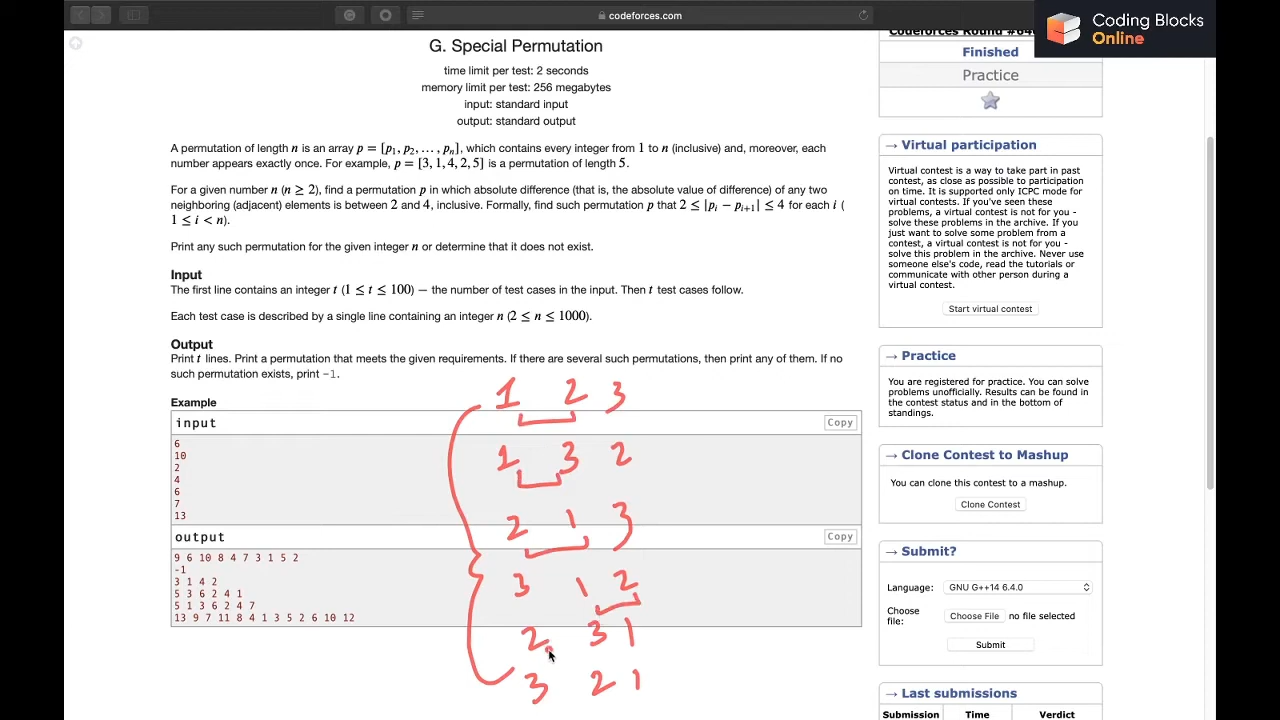 codeforces.com
Coding Blocks
Online
G. Special Permutation
time limit per test: 2 seconds
memory limit per test: 256 megabytes
input: standard input
output: standard output
A permutation of length n is an array p = [p₁, p₂, … , pₙ], which contains every integer from 1 to n (inclusive) and, moreover, each
number appears exactly once. For example, p = [3, 1, 4, 2, 5] is a permutation of length 5.
For a given number n (n ≥ 2), find a permutation p in which absolute difference (that is, the absolute value of difference) of any two
neighboring (adjacent) elements is between 2 and 4, inclusive. Formally, find such permutation p that 2 ≤ |pᵢ − pᵢ₊₁| ≤ 4 for each i (
1 ≤ i < n).
Print any such permutation for the given integer n or determine that it does not exist.
Input
The first line contains an integer t (1 ≤ t ≤ 100) — the number of test cases in the input. Then t test cases follow.
Each test case is described by a single line containing an integer n (2 ≤ n ≤ 1000).
Output
Print t lines. Print a permutation that meets the given requirements. If there are several such permutations, then print any of them. If no
such permutation exists, print -1.
Example
input
Copy
6
10
2
4
6
7
13
output
Copy
9 6 10 8 4 7 3 1 5 2
-1
3 1 4 2
5 3 6 2 4 1
5 1 3 6 2 4 7
13 9 7 11 8 4 1 3 5 2 6 10 12
1 2 3
1 3 2
2 1 3
3 1 2
2 3 1
3 2 1
Codeforces Round
Finished
Practice
→ Virtual participation
Virtual contest is a way to take part in past
contest, as close as possible to participation
on time. It is supported only ICPC mode for
virtual contests. If you've seen these
problems, a virtual contest is not for you -
solve these problems in the archive. If you
just want to solve some problem from a
contest, a virtual contest is not for you -
solve this problem in the archive. Never use
someone else's code, read the tutorials or
communicate with other person during a
virtual contest.
Start virtual contest
→ Practice
You are registered for practice. You can solve
problems unofficially. Results can be found in
the contest status and in the bottom of
standings.
→ Clone Contest to Mashup
You can clone this contest to a mashup.
Clone Contest
→ Submit?
Language: GNU G++14 6.4.0
Choose
file: Choose File no file selected
Submit
→ Last submissions
Submission Time Verdict